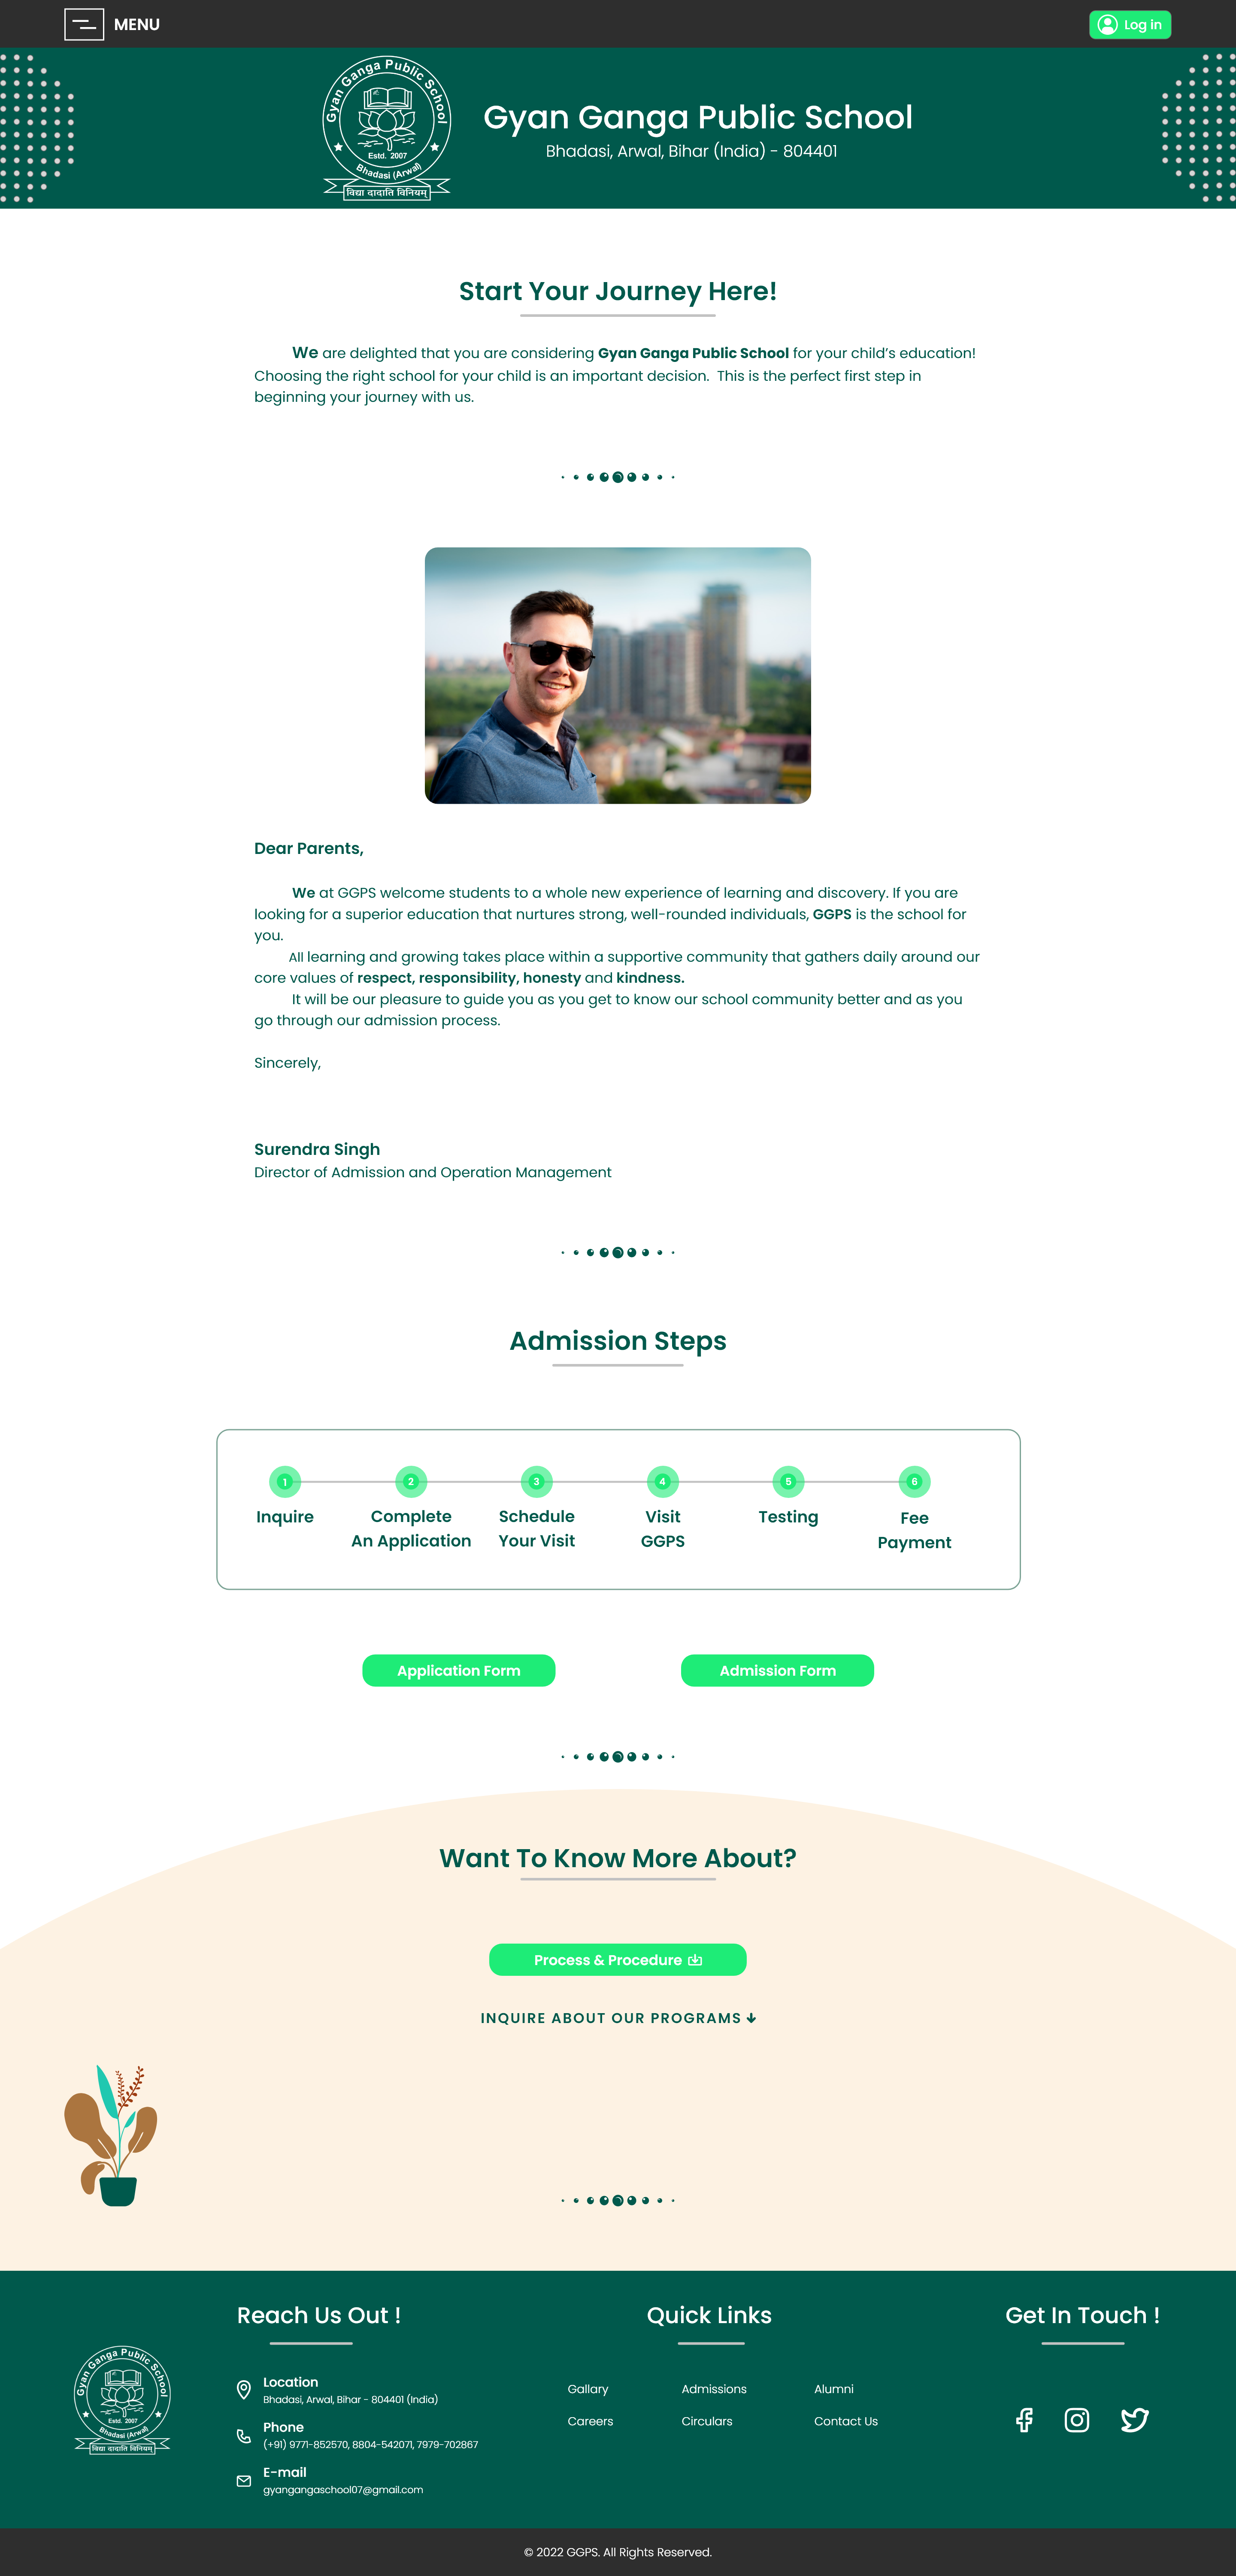 MENU
Log in
Gyan Ganga Public School
Estd. 2007
Bhadasi (Arwal)
विद्या ददाति विनियम्
Gyan Ganga Public School
Bhadasi, Arwal, Bihar (India) - 804401
Start Your Journey Here!
We are delighted that you are considering Gyan Ganga Public School for your child’s education!
Choosing the right school for your child is an important decision. This is the perfect first step in
beginning your journey with us.
Dear Parents,
We at GGPS welcome students to a whole new experience of learning and discovery. If you are
looking for a superior education that nurtures strong, well-rounded individuals, GGPS is the school for
you.
All learning and growing takes place within a supportive community that gathers daily around our
core values of respect, responsibility, honesty and kindness.
It will be our pleasure to guide you as you get to know our school community better and as you
go through our admission process.
Sincerely,
Surendra Singh
Director of Admission and Operation Management
Admission Steps
1 2 3 4 5 6
Inquire
Complete
An Application
Schedule
Your Visit
Visit
GGPS
Testing
Fee
Payment
Application Form
Admission Form
Want To Know More About?
Process & Procedure
INQUIRE ABOUT OUR PROGRAMS
Gyan Ganga Public School
Estd. 2007
Bhadasi (Arwal)
विद्या ददाति विनियम्
Reach Us Out !
Location
Bhadasi, Arwal, Bihar - 804401 (India)
Phone
(+91) 9771-852570, 8804-542071, 7979-702867
E-mail
gyangangaschool07@gmail.com
Quick Links
Gallary
Admissions
Alumni
Careers
Circulars
Contact Us
Get In Touch !
© 2022 GGPS. All Rights Reserved.